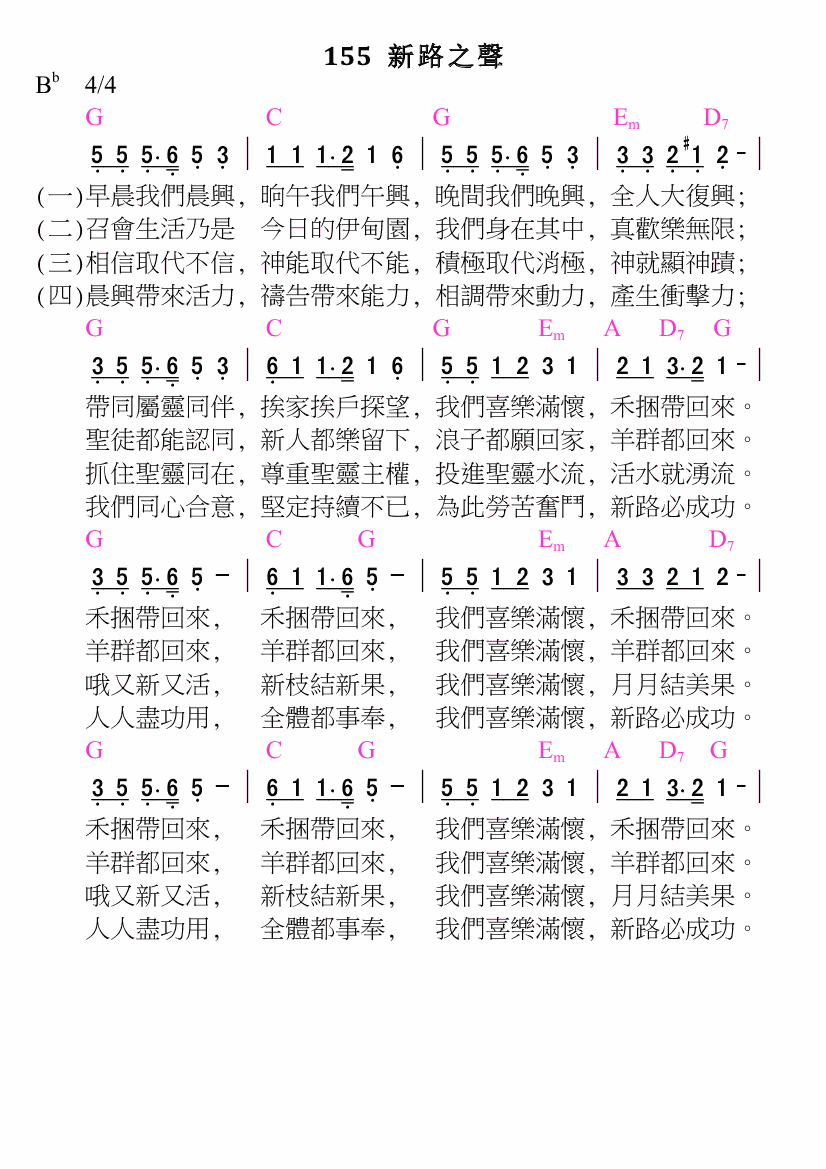 155 新路之聲
B♭ 4/4
G C G Em D7
5 5 5. 6 5 3 | 1 1 1. 2 1 6 | 5 5 5. 6 5 3 | 3 3 2 #1 2 - |
(一)早晨我們晨興, 晌午我們午興, 晚間我們晚興, 全人大復興;
(二)召會生活乃是 今日的伊甸園, 我們身在其中, 真歡樂無限;
(三)相信取代不信, 神能取代不能, 積極取代消極, 神就顯神蹟;
(四)晨興帶來活力, 禱告帶來能力, 相調帶來動力, 產生衝擊力;
G C G Em A D7 G
3 5 5. 6 5 3 | 6 1 1. 2 1 6 | 5 5 1 2 3 1 | 2 1 3. 2 1 - |
帶同屬靈同伴, 挨家挨戶探望, 我們喜樂滿懷, 禾捆帶回來。
聖徒都能認同, 新人都樂留下, 浪子都願回家, 羊群都回來。
抓住聖靈同在, 尊重聖靈主權, 投進聖靈水流, 活水就湧流。
我們同心合意, 堅定持續不已, 為此勞苦奮鬥, 新路必成功。
G C G Em A D7
3 5 5. 6 5 - | 6 1 1. 6 5 - | 5 5 1 2 3 1 | 3 3 2 1 2 - |
禾捆帶回來, 禾捆帶回來, 我們喜樂滿懷, 禾捆帶回來。
羊群都回來, 羊群都回來, 我們喜樂滿懷, 羊群都回來。
哦又新又活, 新枝結新果, 我們喜樂滿懷, 月月結美果。
人人盡功用, 全體都事奉, 我們喜樂滿懷, 新路必成功。
G C G Em A D7 G
3 5 5. 6 5 - | 6 1 1. 6 5 - | 5 5 1 2 3 1 | 2 1 3. 2 1 - |
禾捆帶回來, 禾捆帶回來, 我們喜樂滿懷, 禾捆帶回來。
羊群都回來, 羊群都回來, 我們喜樂滿懷, 羊群都回來。
哦又新又活, 新枝結新果, 我們喜樂滿懷, 月月結美果。
人人盡功用, 全體都事奉, 我們喜樂滿懷, 新路必成功。